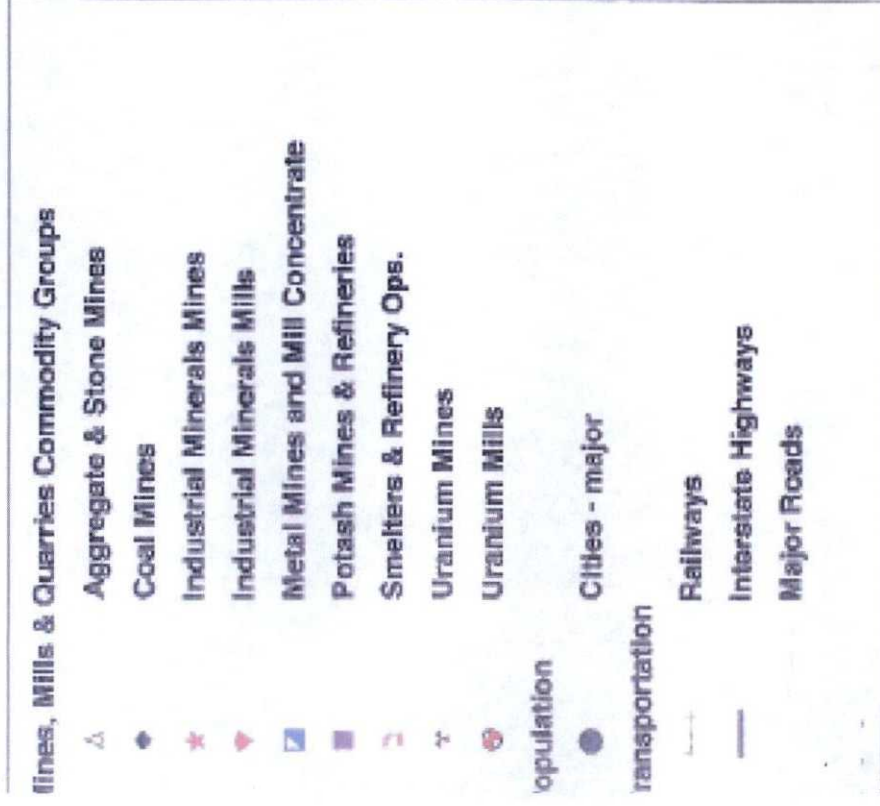 lines, Mills & Quarries Commodity Groups
Aggregate & Stone Mines
Coal Mines
Industrial Minerals Mines
Industrial Minerals Mills
Metal Mines and Mill Concentrate
Potash Mines & Refineries
Smelters & Refinery Ops.
Uranium Mines
Uranium Mills
opulation
Cities - major
ransportation
Railways
Interstate Highways
Major Roads